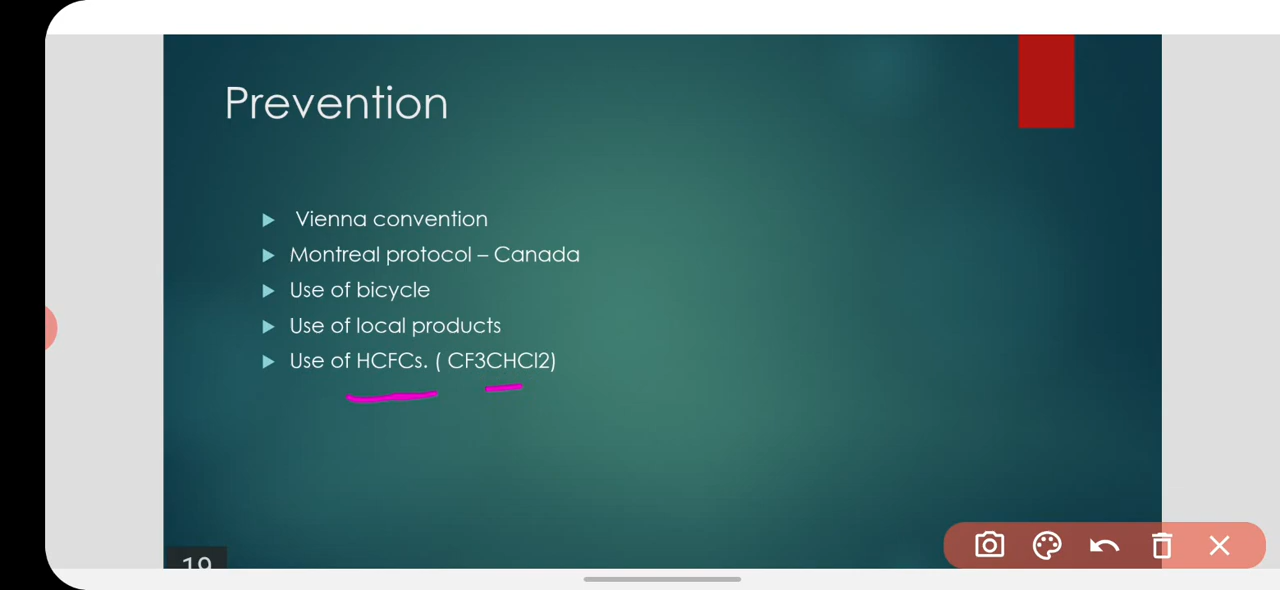 Prevention
Vienna convention
Montreal protocol – Canada
Use of bicycle
Use of local products
Use of HCFCs. ( CF3CHCl2)
19